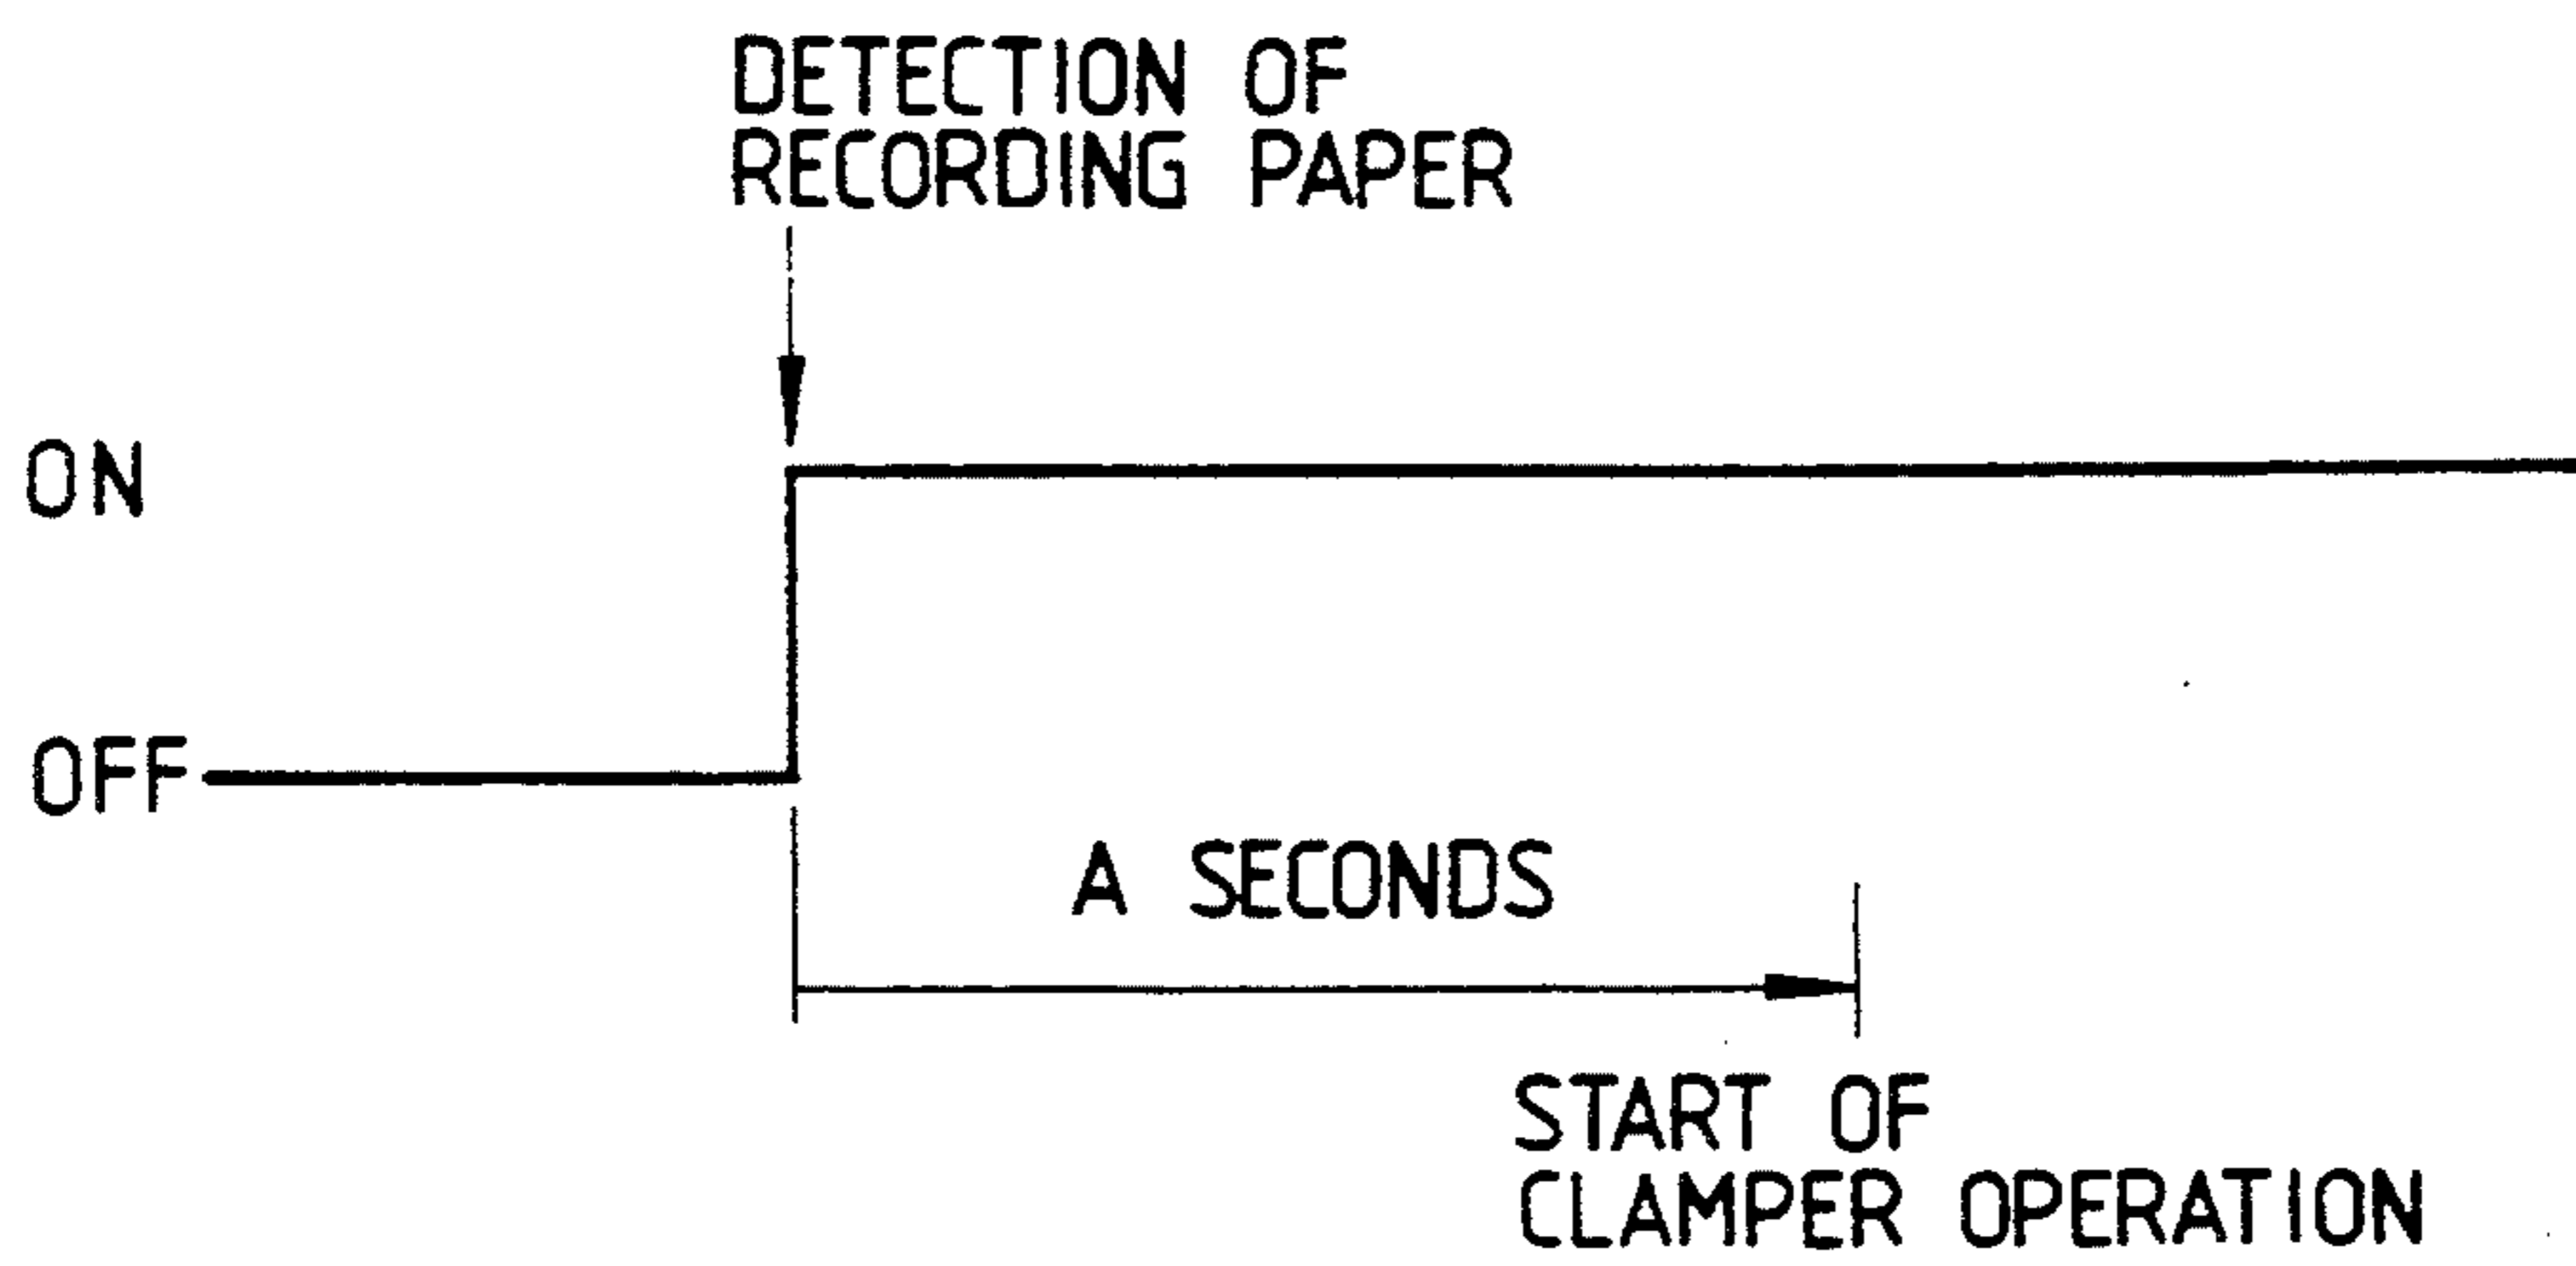 DETECTION OF
RECORDING PAPER
ON
OFF
A SECONDS
START OF
CLAMPER OPERATION